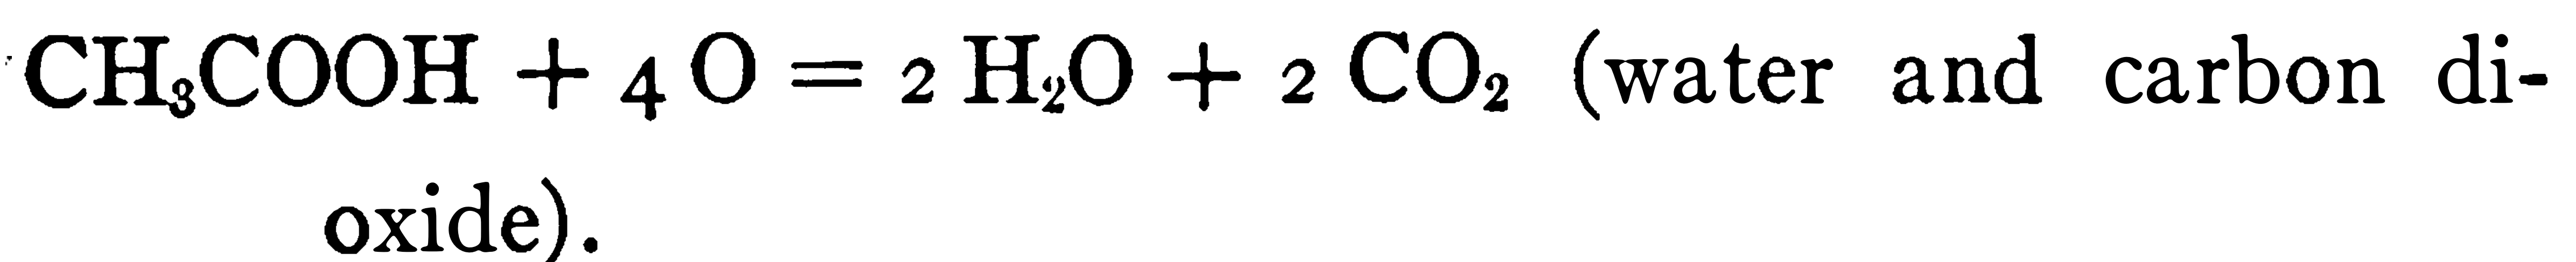 CH₃COOH + 4 O = 2 H₂O + 2 CO₂ (water and carbon di-
oxide).